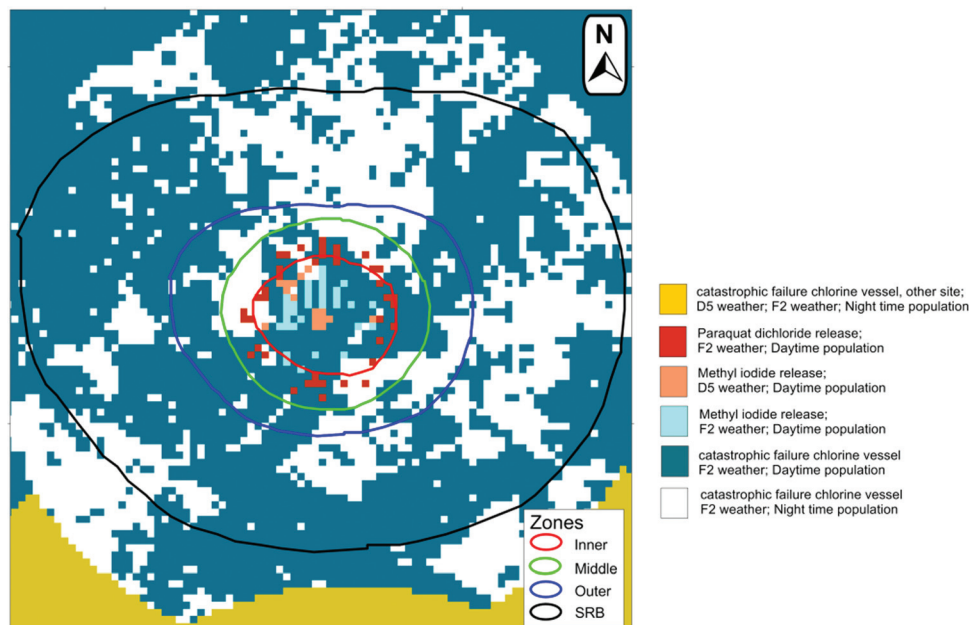 N
catastrophic failure chlorine vessel, other site;
D5 weather; F2 weather; Night time population
Paraquat dichloride release;
F2 weather; Daytime population
Methyl iodide release;
D5 weather; Daytime population
Methyl iodide release;
F2 weather; Daytime population
catastrophic failure chlorine vessel
F2 weather; Daytime population
catastrophic failure chlorine vessel
F2 weather; Night time population
Zones
Inner
Middle
Outer
SRB